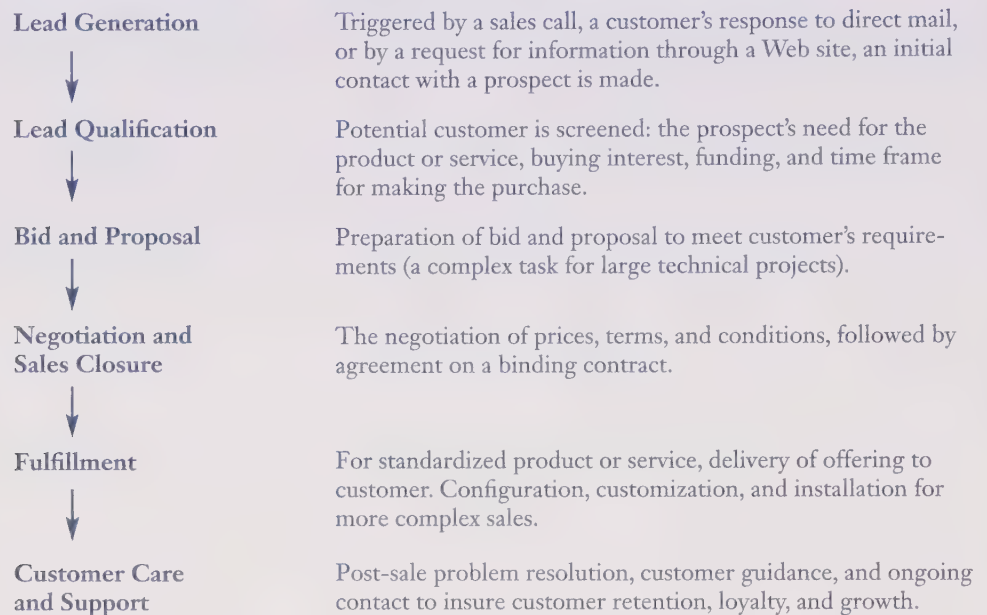 Lead Generation
Triggered by a sales call, a customer's response to direct mail,
or by a request for information through a Web site, an initial
contact with a prospect is made.
Lead Qualification
Potential customer is screened: the prospect's need for the
product or service, buying interest, funding, and time frame
for making the purchase.
Bid and Proposal
Preparation of bid and proposal to meet customer's require-
ments (a complex task for large technical projects).
Negotiation and
Sales Closure
The negotiation of prices, terms, and conditions, followed by
agreement on a binding contract.
Fulfillment
For standardized product or service, delivery of offering to
customer. Configuration, customization, and installation for
more complex sales.
Customer Care
and Support
Post-sale problem resolution, customer guidance, and ongoing
contact to insure customer retention, loyalty, and growth.